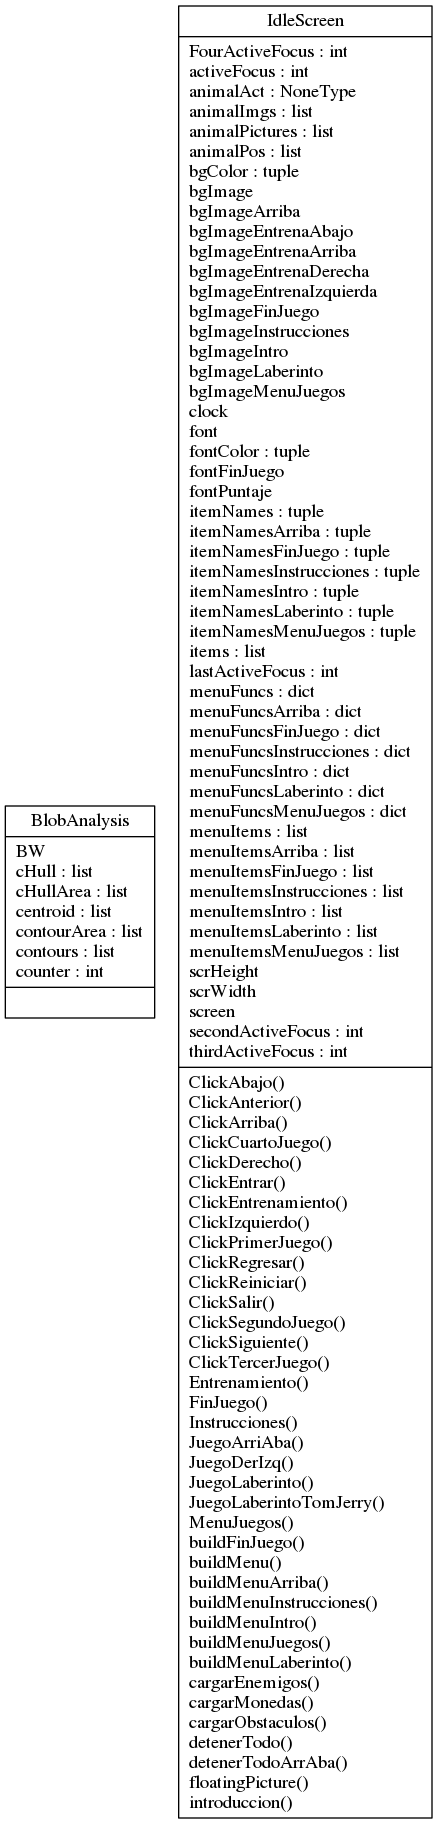 BlobAnalysis
BW
cHull : list
cHullArea : list
centroid : list
contourArea : list
contours : list
counter : int
IdleScreen
FourActiveFocus : int
activeFocus : int
animalAct : NoneType
animalImgs : list
animalPictures : list
animalPos : list
bgColor : tuple
bgImage
bgImageArriba
bgImageEntrenaAbajo
bgImageEntrenaArriba
bgImageEntrenaDerecha
bgImageEntrenaIzquierda
bgImageFinJuego
bgImageInstrucciones
bgImageIntro
bgImageLaberinto
bgImageMenuJuegos
clock
font
fontColor : tuple
fontFinJuego
fontPuntaje
itemNames : tuple
itemNamesArriba : tuple
itemNamesFinJuego : tuple
itemNamesInstrucciones : tuple
itemNamesIntro : tuple
itemNamesLaberinto : tuple
itemNamesMenuJuegos : tuple
items : list
lastActiveFocus : int
menuFuncs : dict
menuFuncsArriba : dict
menuFuncsFinJuego : dict
menuFuncsInstrucciones : dict
menuFuncsIntro : dict
menuFuncsLaberinto : dict
menuFuncsMenuJuegos : dict
menuItems : list
menuItemsArriba : list
menuItemsFinJuego : list
menuItemsInstrucciones : list
menuItemsIntro : list
menuItemsLaberinto : list
menuItemsMenuJuegos : list
scrHeight
scrWidth
screen
secondActiveFocus : int
thirdActiveFocus : int
ClickAbajo()
ClickAnterior()
ClickArriba()
ClickCuartoJuego()
ClickDerecho()
ClickEntrar()
ClickEntrenamiento()
ClickIzquierdo()
ClickPrimerJuego()
ClickRegresar()
ClickReiniciar()
ClickSalir()
ClickSegundoJuego()
ClickSiguiente()
ClickTercerJuego()
Entrenamiento()
FinJuego()
Instrucciones()
JuegoArriAba()
JuegoDerIzq()
JuegoLaberinto()
JuegoLaberintoTomJerry()
MenuJuegos()
buildFinJuego()
buildMenu()
buildMenuArriba()
buildMenuInstrucciones()
buildMenuIntro()
buildMenuJuegos()
buildMenuLaberinto()
cargarEnemigos()
cargarMonedas()
cargarObstaculos()
detenerTodo()
detenerTodoArrAba()
floatingPicture()
introduccion()